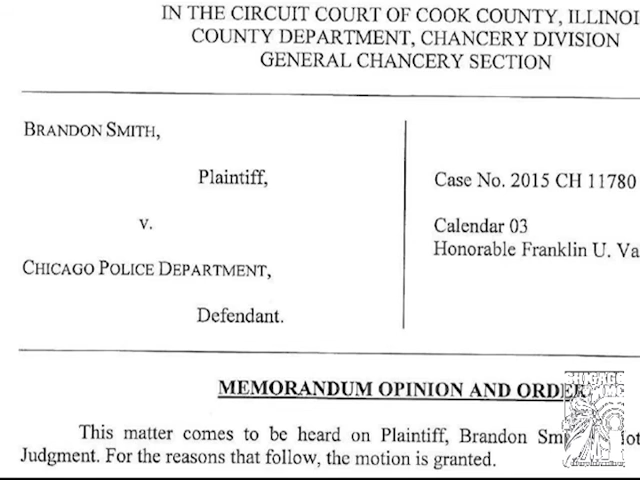 IN THE CIRCUIT COURT OF COOK COUNTY, ILLINOI
COUNTY DEPARTMENT, CHANCERY DIVISION
GENERAL CHANCERY SECTION
BRANDON SMITH,
Plaintiff,
v.
CHICAGO POLICE DEPARTMENT,
Defendant.
Case No. 2015 CH 11780
Calendar 03
Honorable Franklin U. Va
MEMORANDUM OPINION AND ORDER
This matter comes to be heard on Plaintiff, Brandon Sm
Judgment. For the reasons that follow, the motion is granted.
CHICAGO